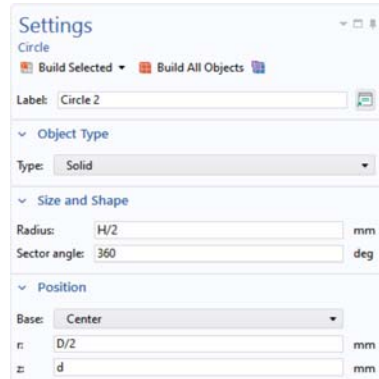 Settings
Circle
Build Selected Build All Objects
Label: Circle 2
Object Type
Type: Solid
Size and Shape
Radius: H/2 mm
Sector angle: 360 deg
Position
Base: Center
r: D/2 mm
z: d mm